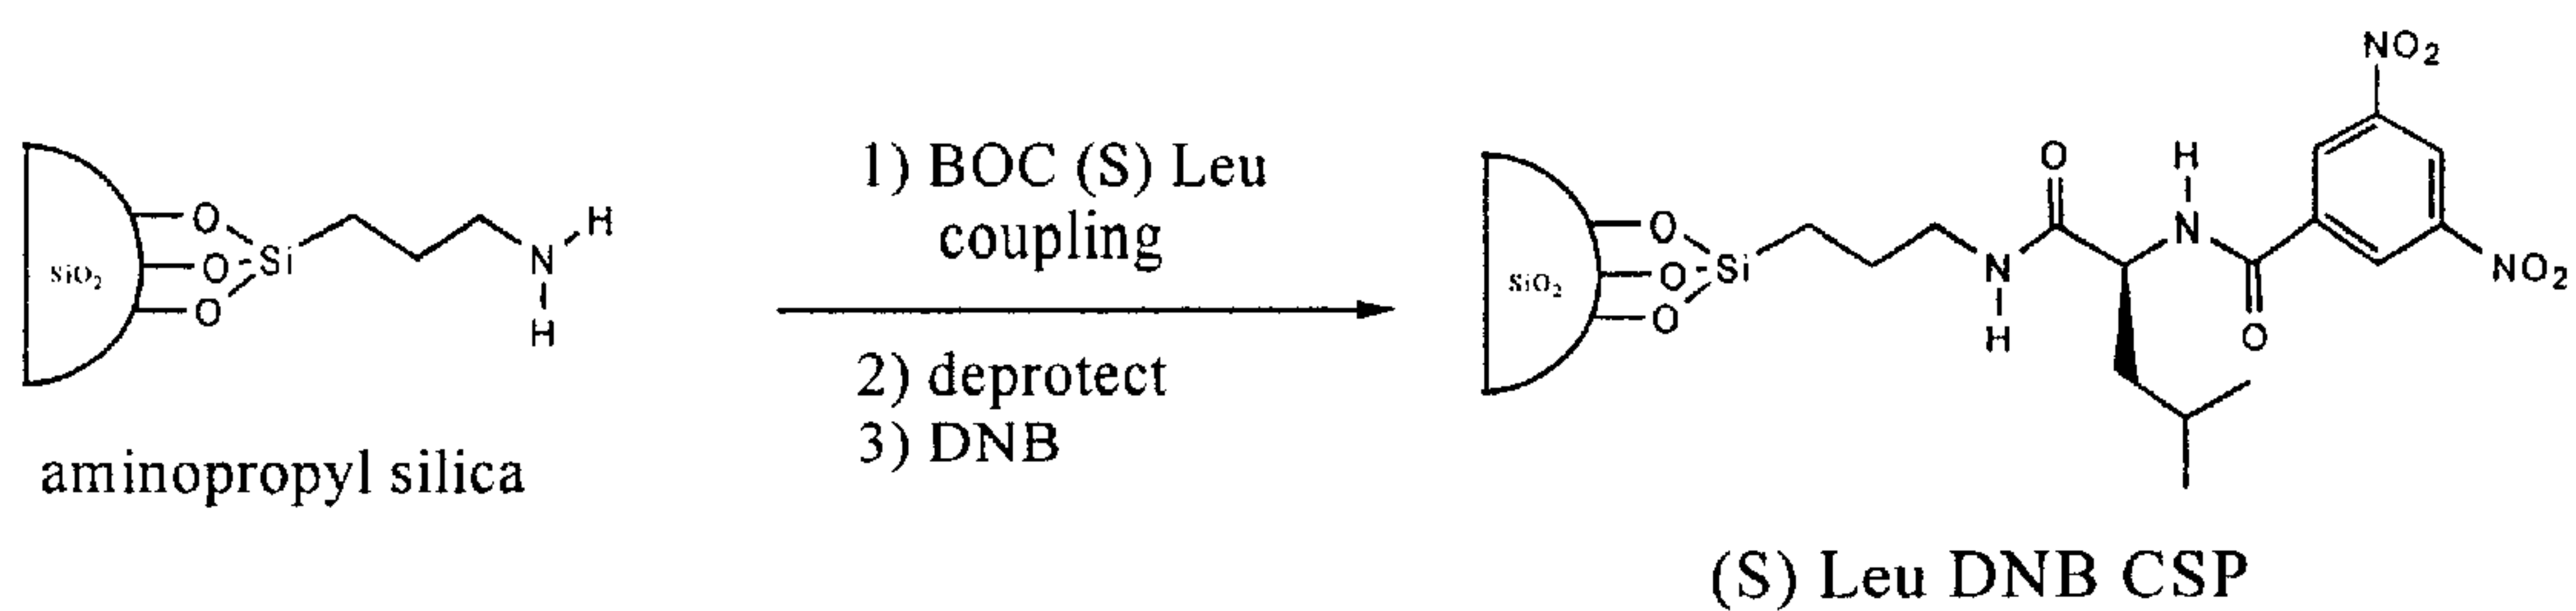 SiO₂
O
O
O
Si
N
H
H
aminopropyl silica
1) BOC (S) Leu
coupling
2) deprotect
3) DNB
SiO₂
O
O
O
Si
N
H
O
H
N
O
NO₂
NO₂
(S) Leu DNB CSP